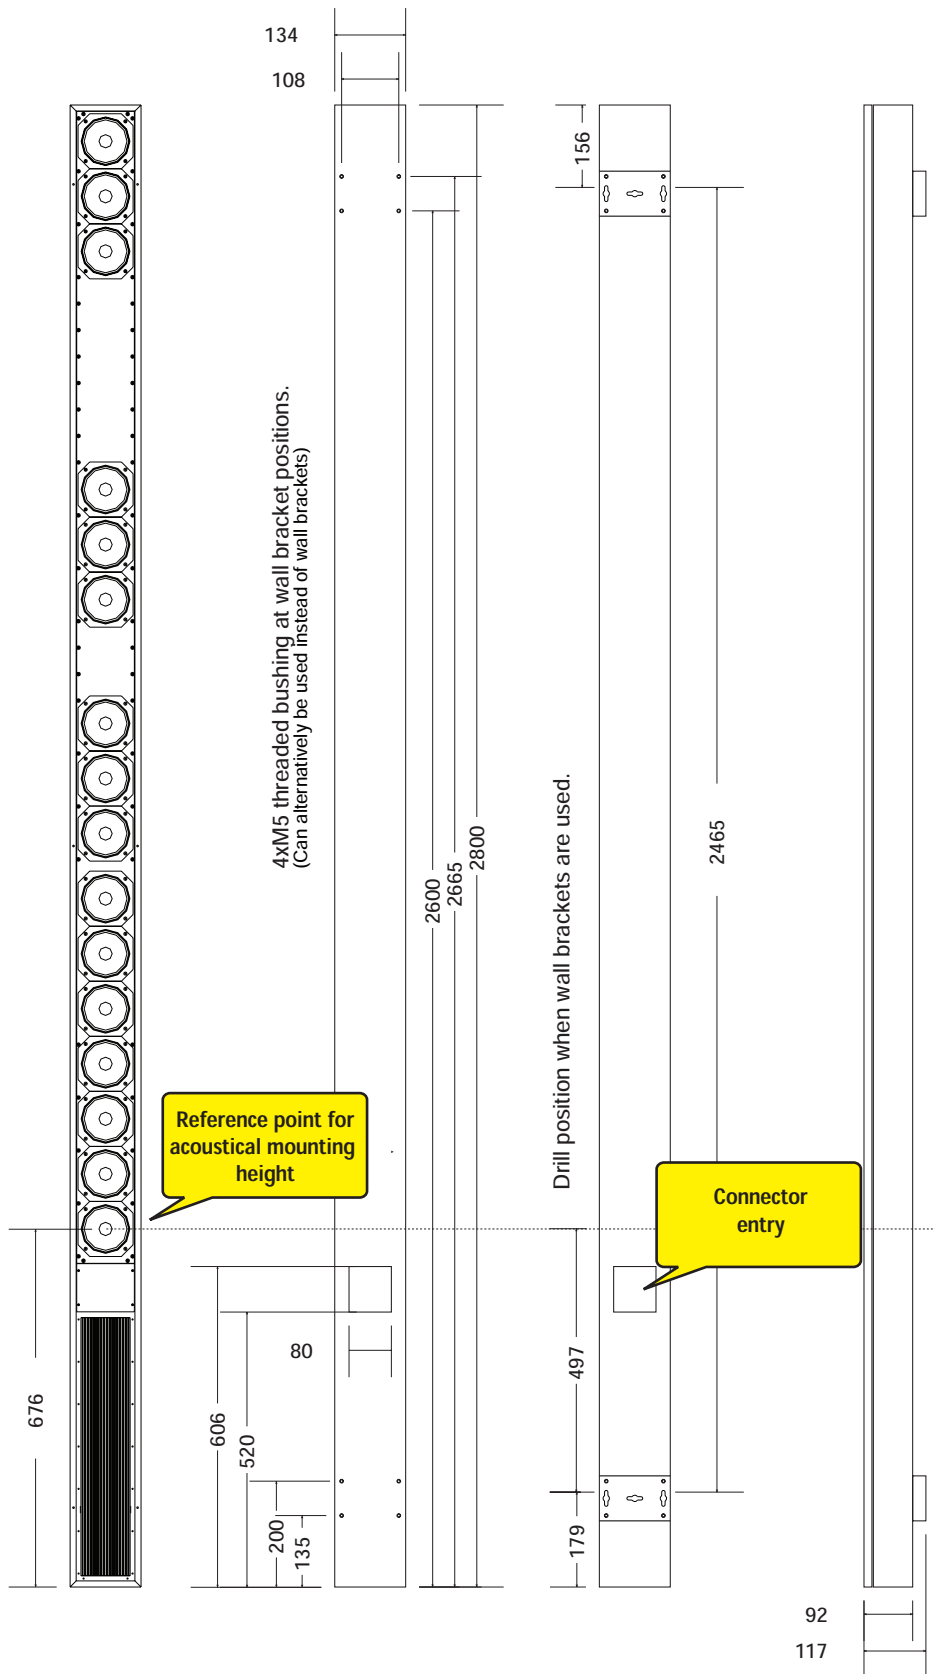 134
108
156
4xM5 threaded bushing at wall bracket positions.
(Can alternatively be used instead of wall brackets)
2600
2665
2800
Drill position when wall brackets are used.
2465
Reference point for
acoustical mounting
height
Connector
entry
676
606
520
80
200
135
497
179
92
117